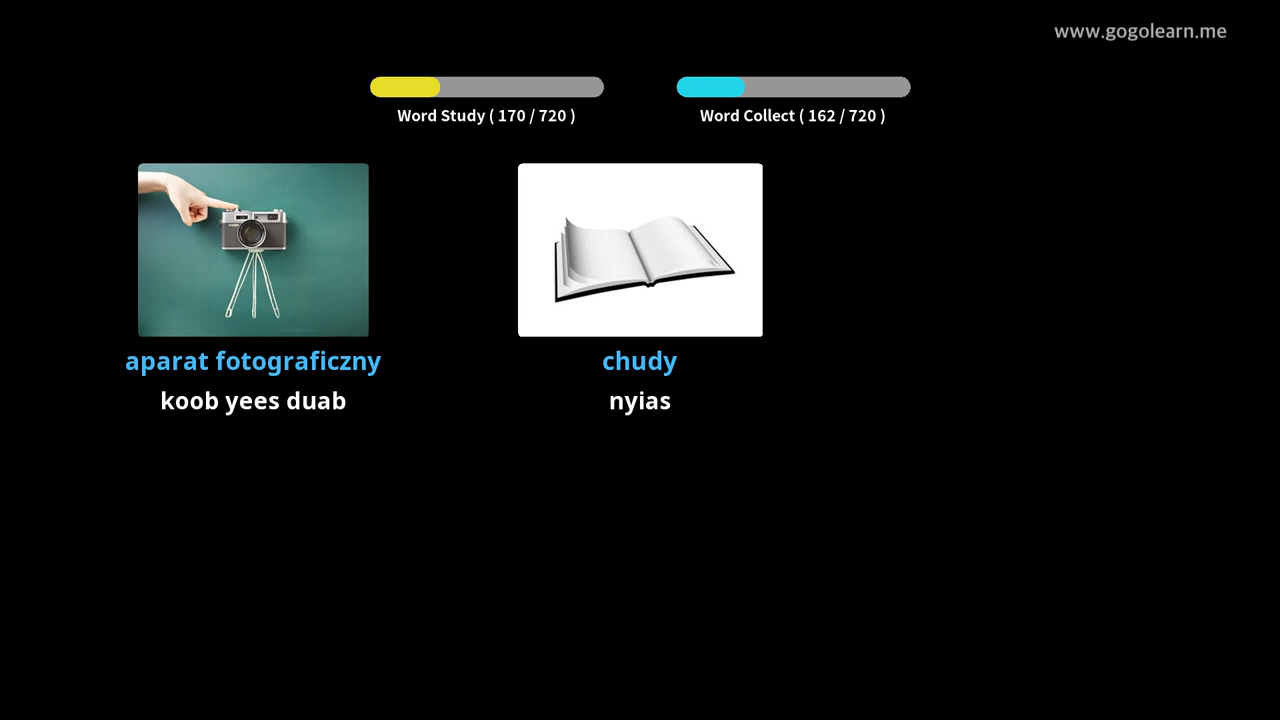 www.gogolearn.me
Word Study ( 170 / 720 )
Word Collect ( 162 / 720 )
aparat fotograficzny
koob yees duab
chudy
nyias